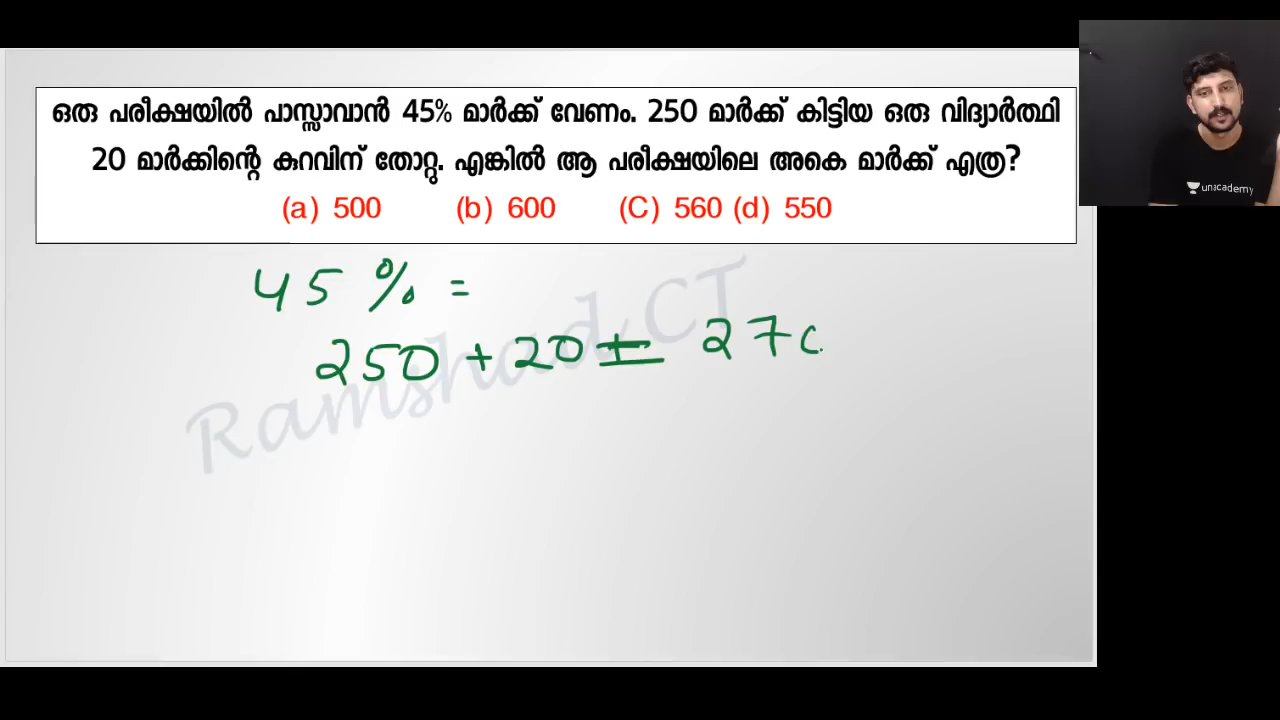 ഒരു പരീക്ഷയിൽ പാസ്സാവാൻ 45% മാർക്ക് വേണം. 250 മാർക്ക് കിട്ടിയ ഒരു വിദ്യാർത്ഥി
20 മാർക്കിന്റെ കുറവിന് തോറ്റു. എങ്കിൽ ആ പരീക്ഷയിലെ അകെ മാർക്ക് എത്ര?
(a) 500 (b) 600 (C) 560 (d) 550
45 % =
250 + 20 = 270
Ramshad CT
unacademy